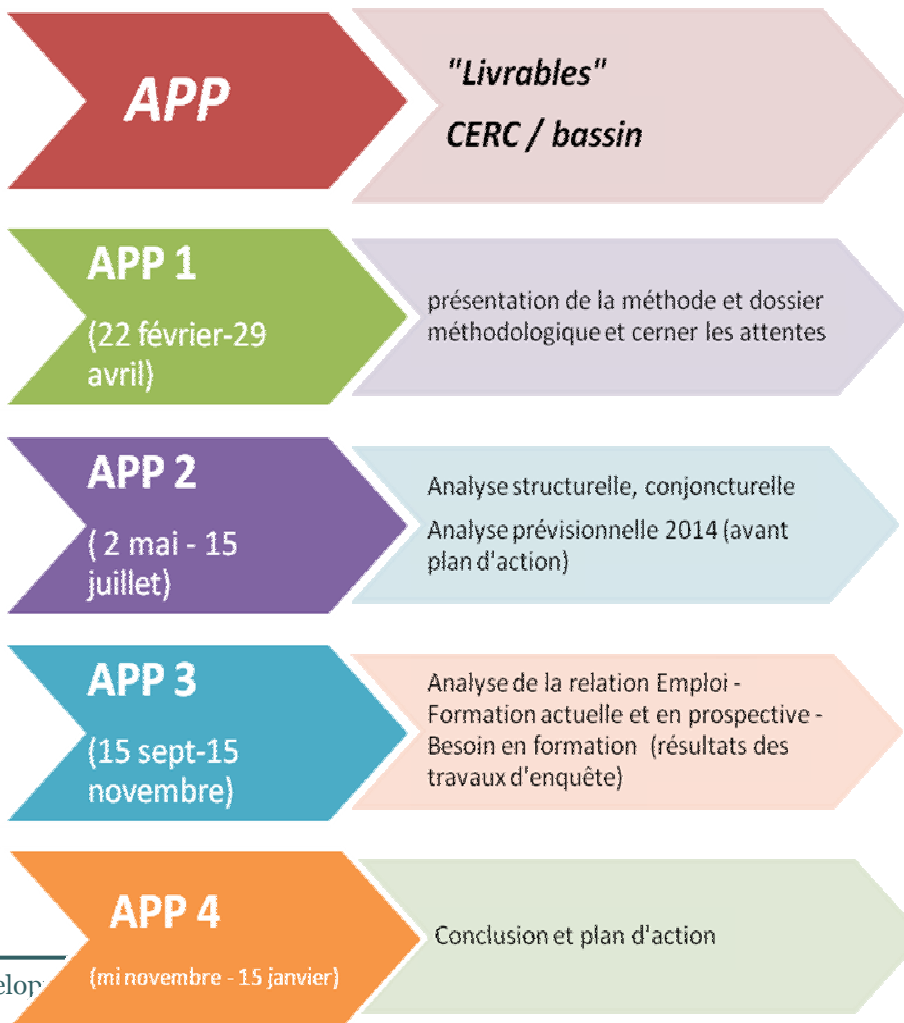 APP
"Livrables"
CERC / bassin
APP 1
(22 février-29
avril)
présentation de la méthode et dossier
méthodologique et cerner les attentes
APP 2
( 2 mai - 15
juillet)
Analyse structurelle, conjoncturelle
Analyse prévisionnelle 2014 (avant
plan d'action)
APP 3
(15 sept-15
novembre)
Analyse de la relation Emploi -
Formation actuelle et en prospective -
Besoin en formation (résultats des
travaux d'enquête)
APP 4
(mi novembre - 15 janvier)
Conclusion et plan d'action